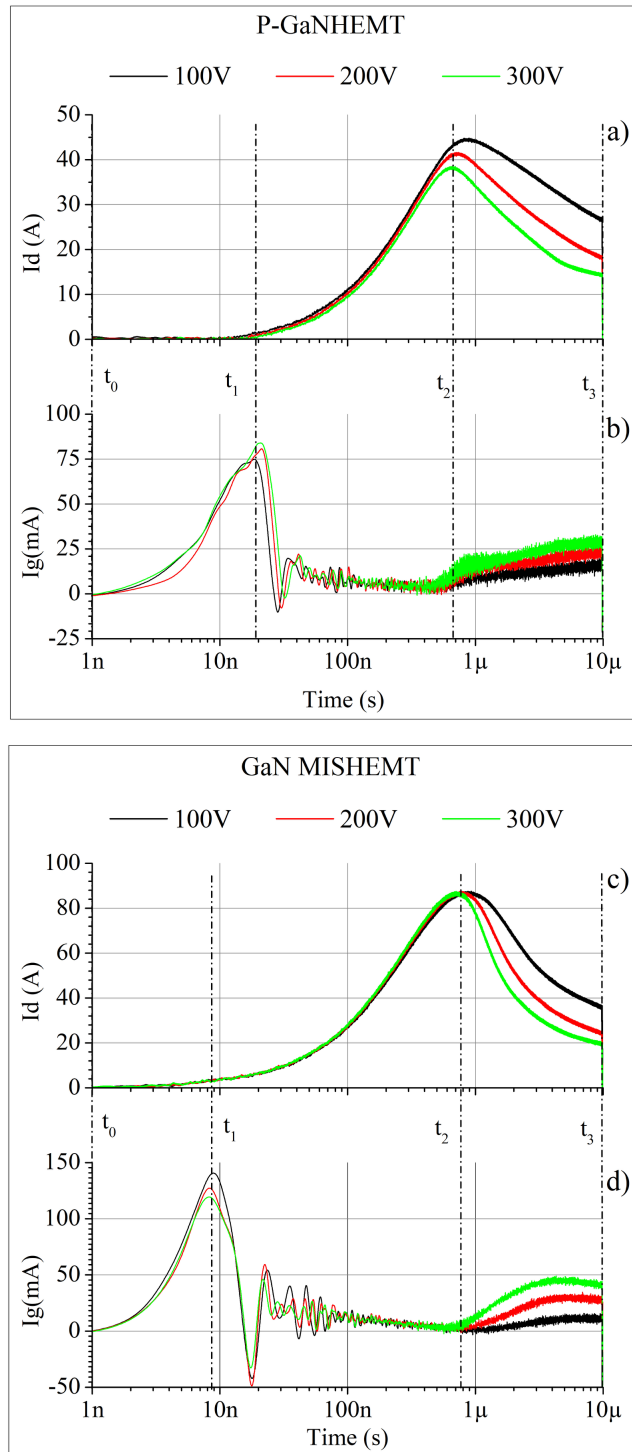 P-GaNHEMT
100V 200V 300V
a)
50
40
30
20
10
0
Id (A)
t0 t1 t2 t3
b)
100
75
50
25
0
-25
Ig(mA)
1n 10n 100n 1µ 10µ
Time (s)
GaN MISHEMT
100V 200V 300V
c)
100
80
60
40
20
0
Id (A)
t0 t1 t2 t3
d)
150
100
50
0
-50
Ig(mA)
1n 10n 100n 1µ 10µ
Time (s)